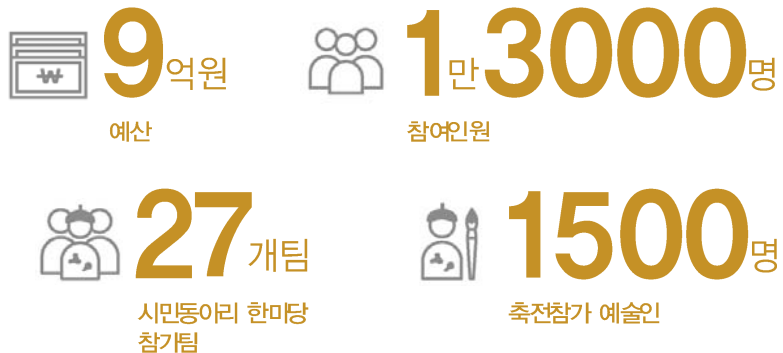 9억원
예산
1만 3000명
참여인원
27개팀
시민동아리 한마당
참가팀
1500명
축전참가 예술인